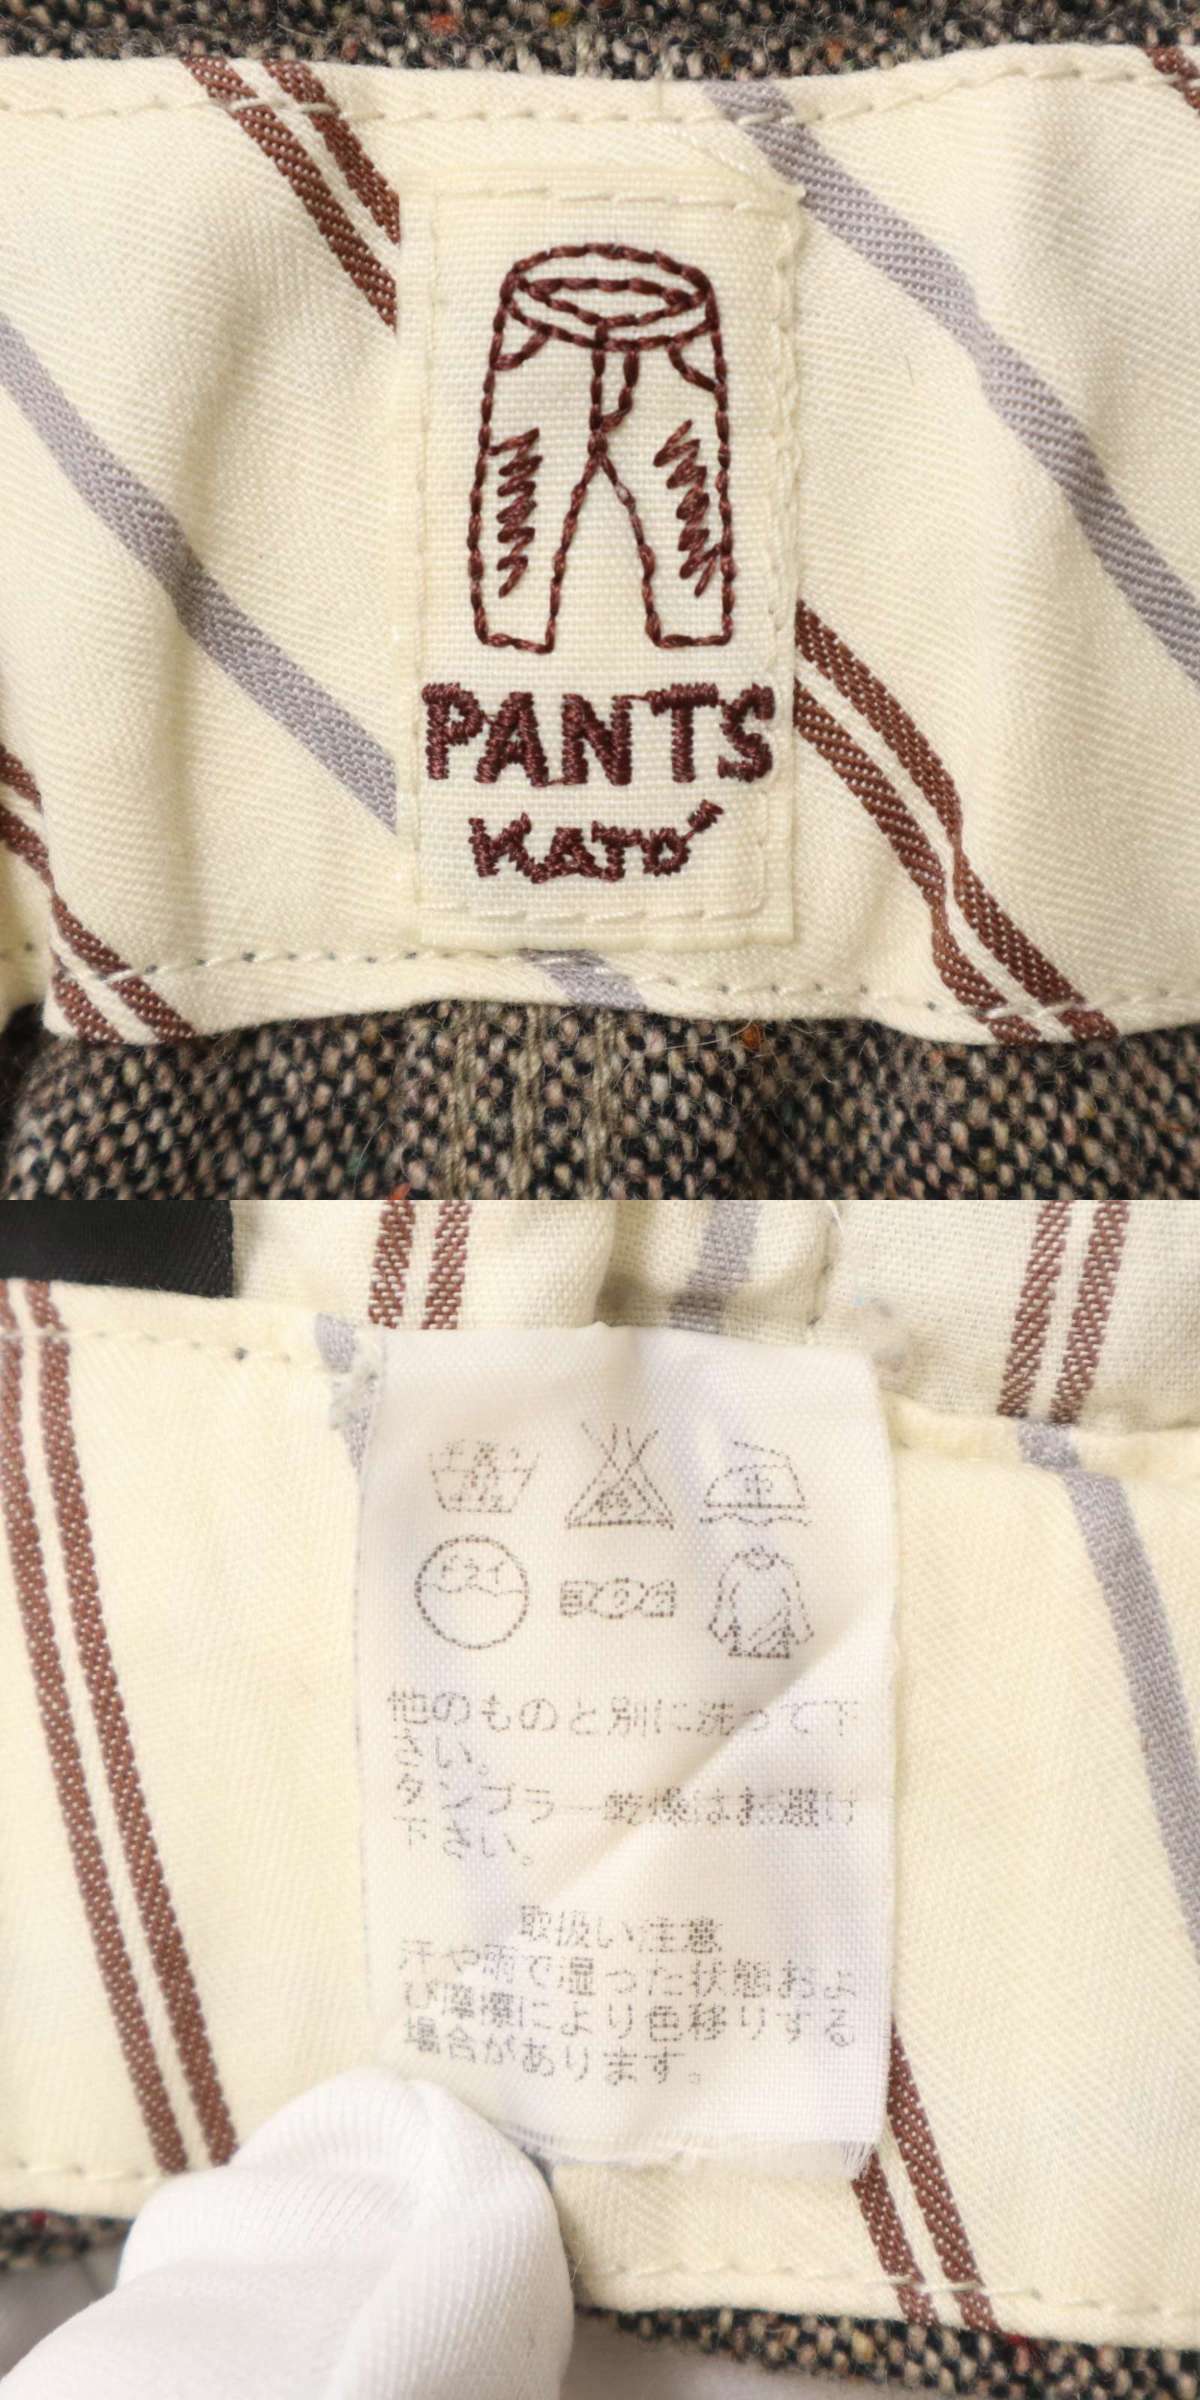 PANTS
KATO'
ドライ
他のものと別に洗って下
さい。
タンブラー乾燥はお避け
下さい。
取扱い注意
汗や雨で湿った状態およ
び摩擦により色移りする
場合があります。